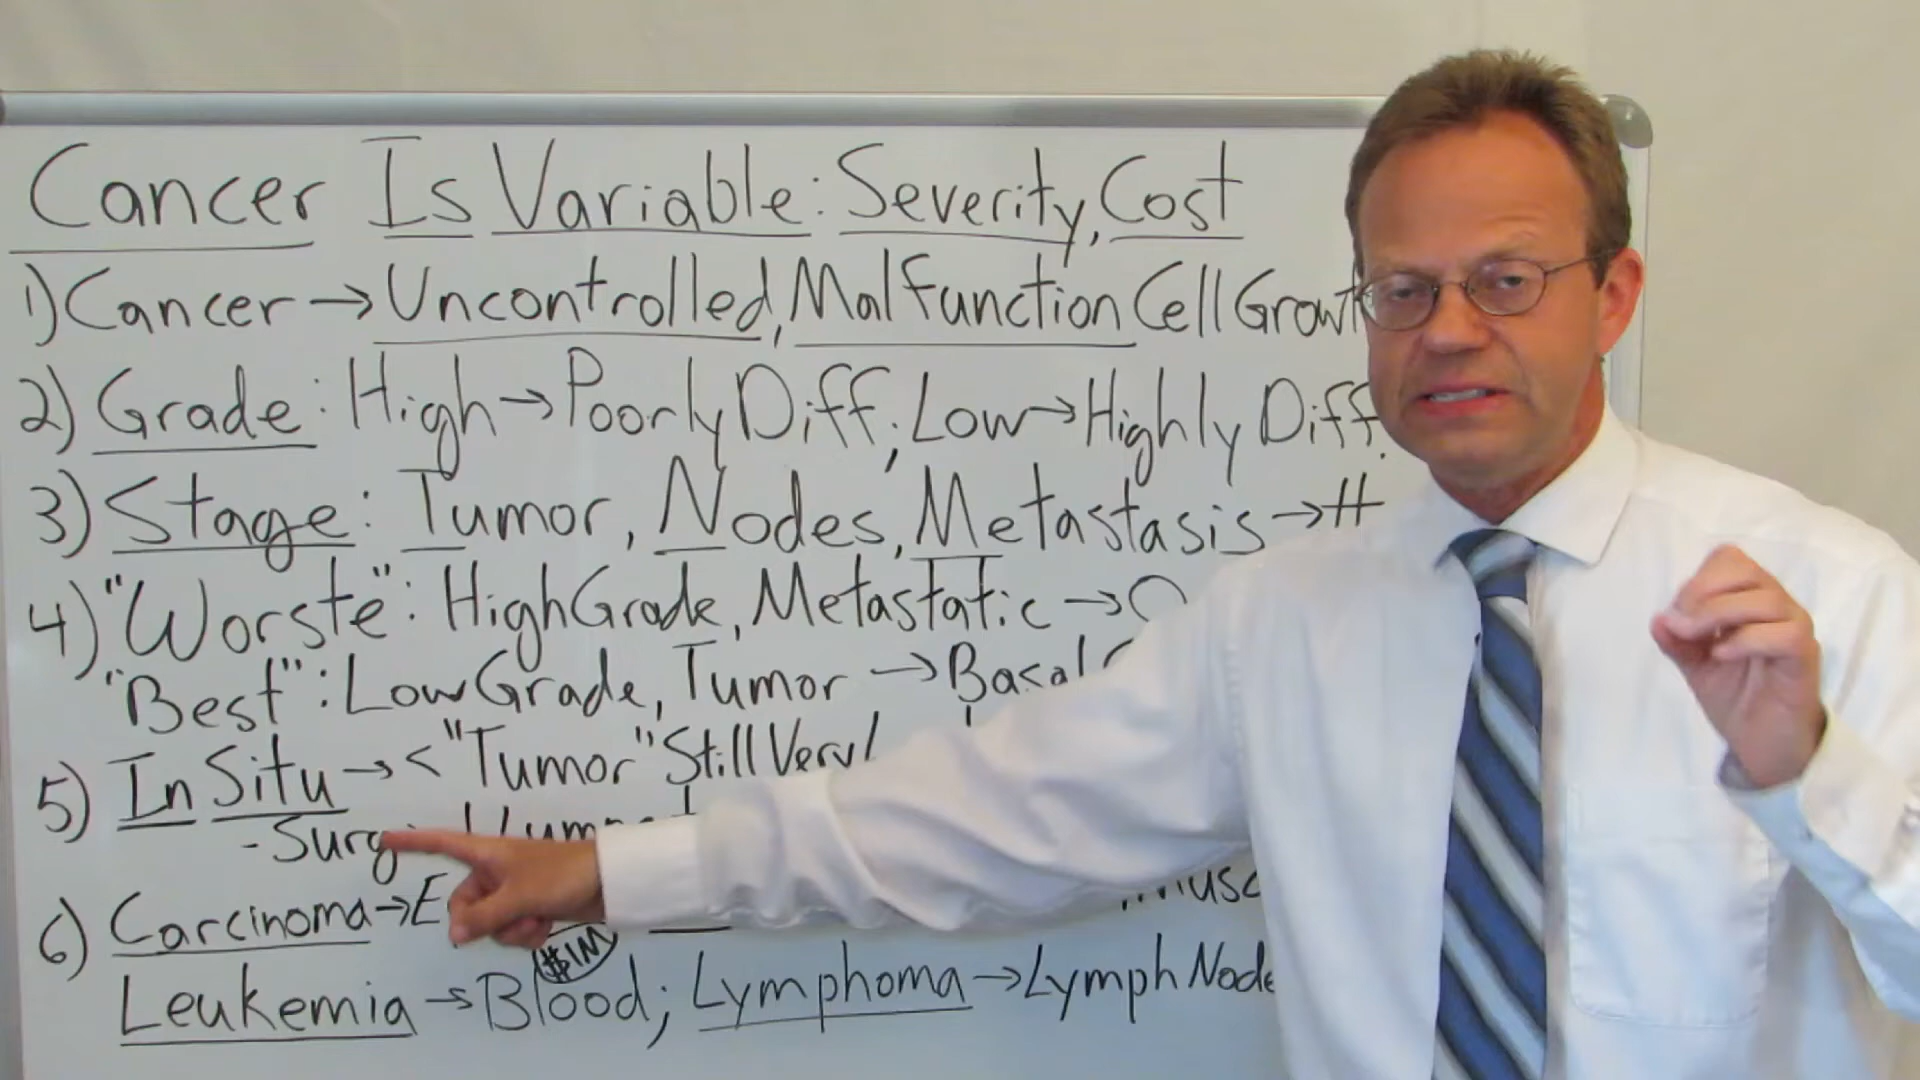 Cancer Is Variable: Severity, Cost
1) Cancer → Uncontrolled, Malfunction Cell Growt
2) Grade: High → Poorly Diff; Low → Highly Diff.
3) Stage: Tumor, Nodes, Metastasis → #
4) "Worste": High Grade, Metastatic →
"Best": Low Grade, Tumor → Basal
5) In Situ → < "Tumor" Still Very
- Surg
6) Carcinoma →
$1M
Leukemia → Blood; Lymphoma → Lymph Node